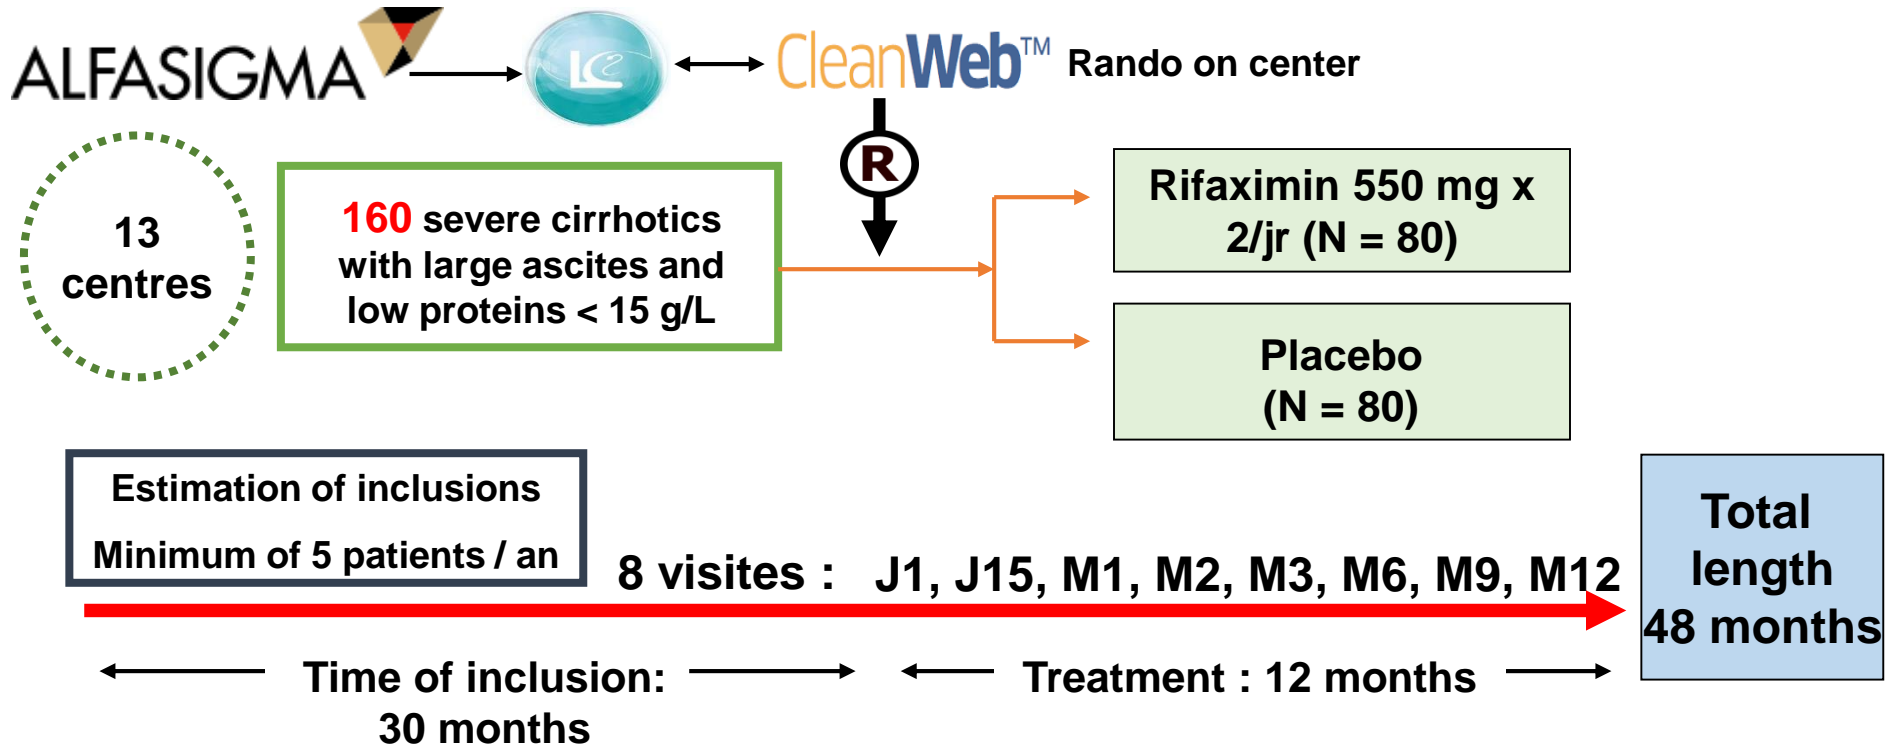 ALFASIGMA
LC2
CleanWeb™
Rando on center
R
13
centres
160 severe cirrhotics
with large ascites and
low proteins < 15 g/L
Rifaximin 550 mg x
2/jr (N = 80)
Placebo
(N = 80)
Estimation of inclusions
Minimum of 5 patients / an
8 visites : J1, J15, M1, M2, M3, M6, M9, M12
Total
length
48 months
Time of inclusion:
30 months
Treatment : 12 months